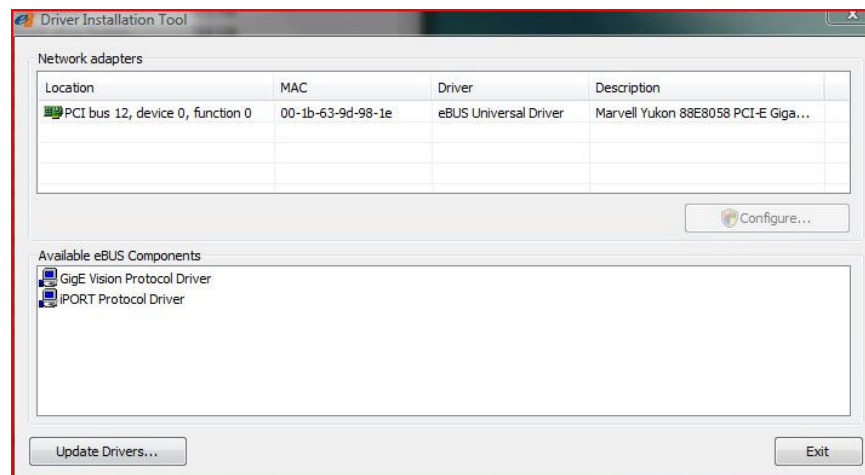 Driver Installation Tool
Network adapters
Location MAC Driver Description
PCI bus 12, device 0, function 0 00-1b-63-9d-98-1e eBUS Universal Driver Marvell Yukon 88E8058 PCI-E Giga...
Configure...
Available eBUS Components
GigE Vision Protocol Driver
iPORT Protocol Driver
Update Drivers... Exit